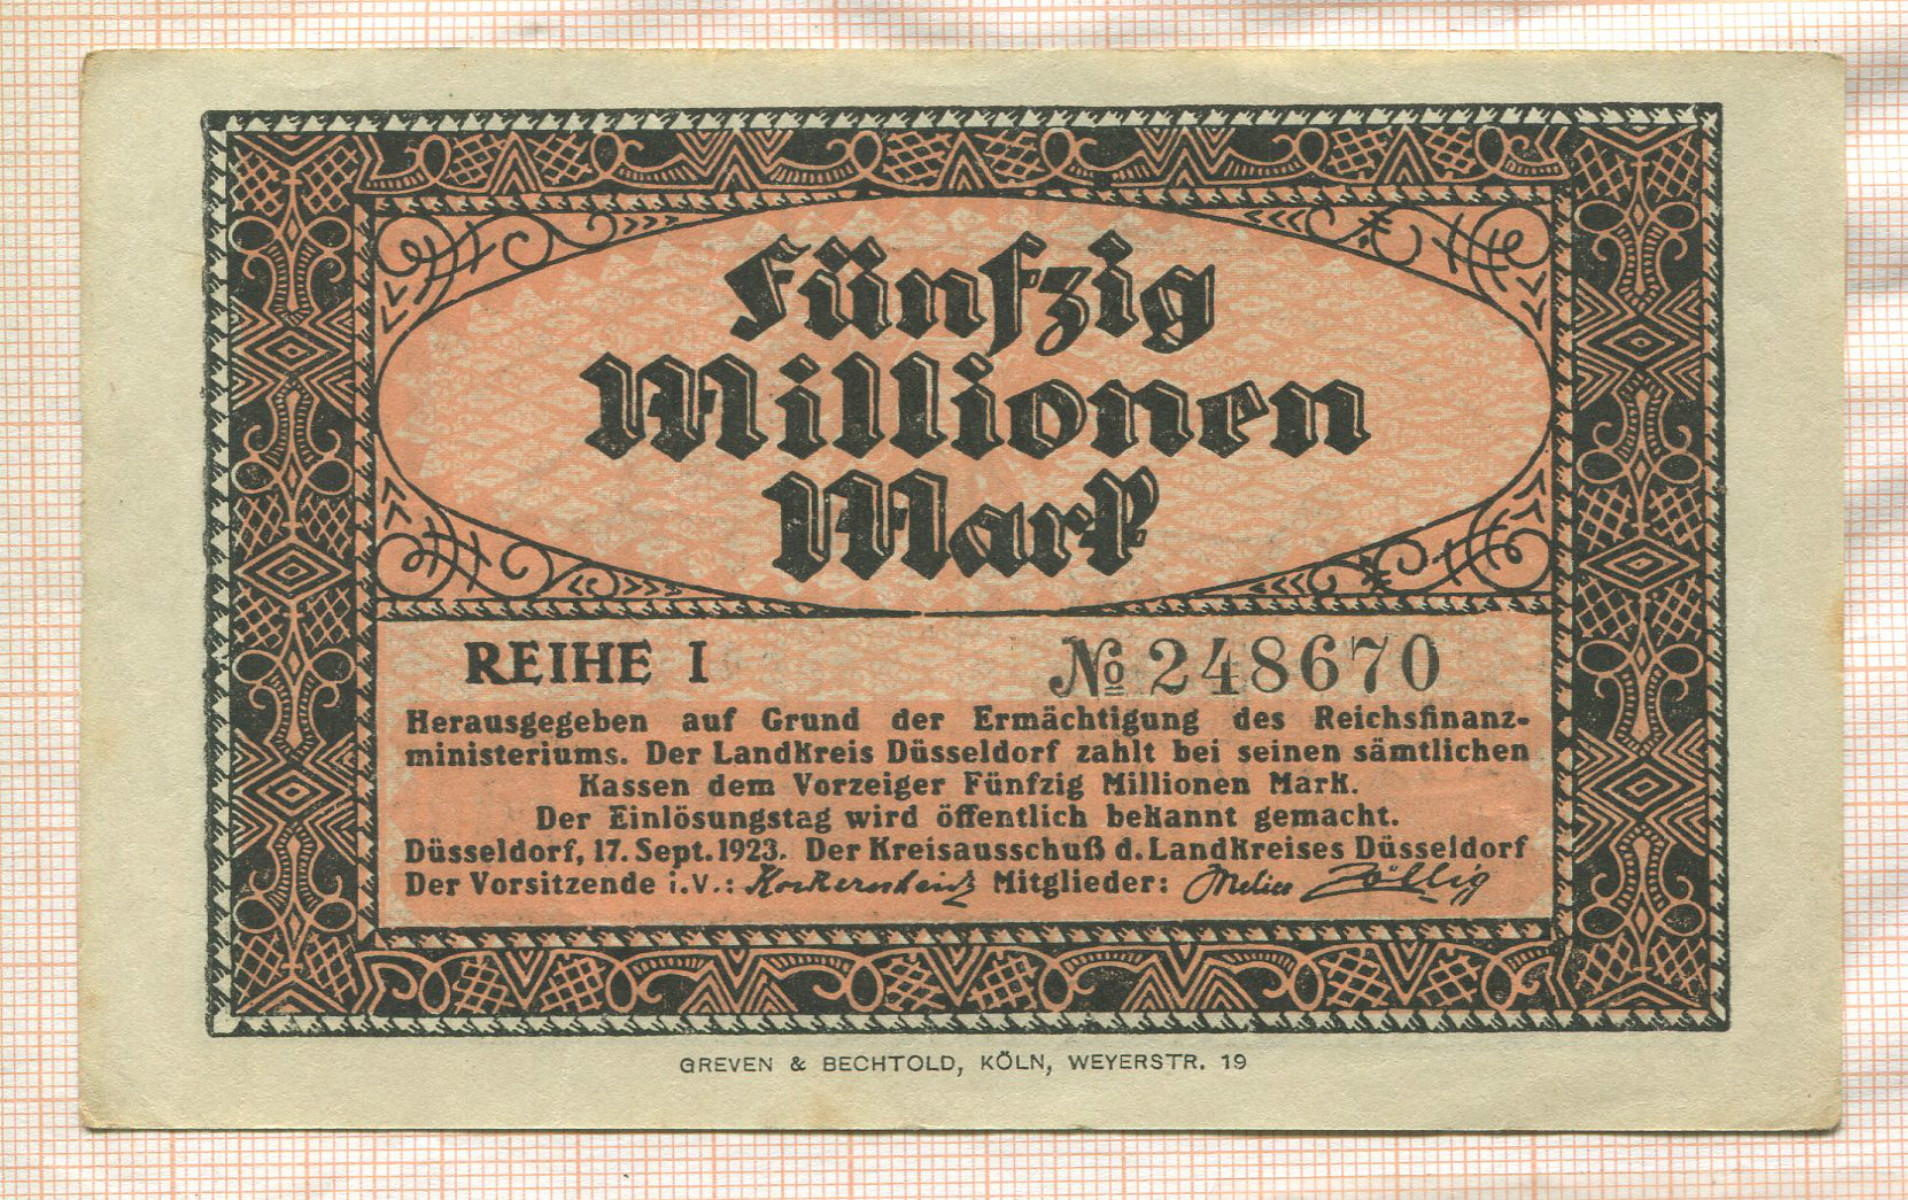 Fünfzig
Millionen
Mark
REIHE I № 248670
Herausgegeben auf Grund der Ermächtigung des Reichsfinanz-
ministeriums. Der Landkreis Düsseldorf zahlt bei seinen sämtlichen
Kassen dem Vorzeiger Fünfzig Millionen Mark.
Der Einlösungstag wird öffentlich bekannt gemacht.
Düsseldorf, 17. Sept. 1923. Der Kreisausschuß d. Landkreises Düsseldorf
Der Vorsitzende i.V.: Mitglieder: Zöllig
GREVEN & BECHTOLD, KÖLN, WEYERSTR. 19